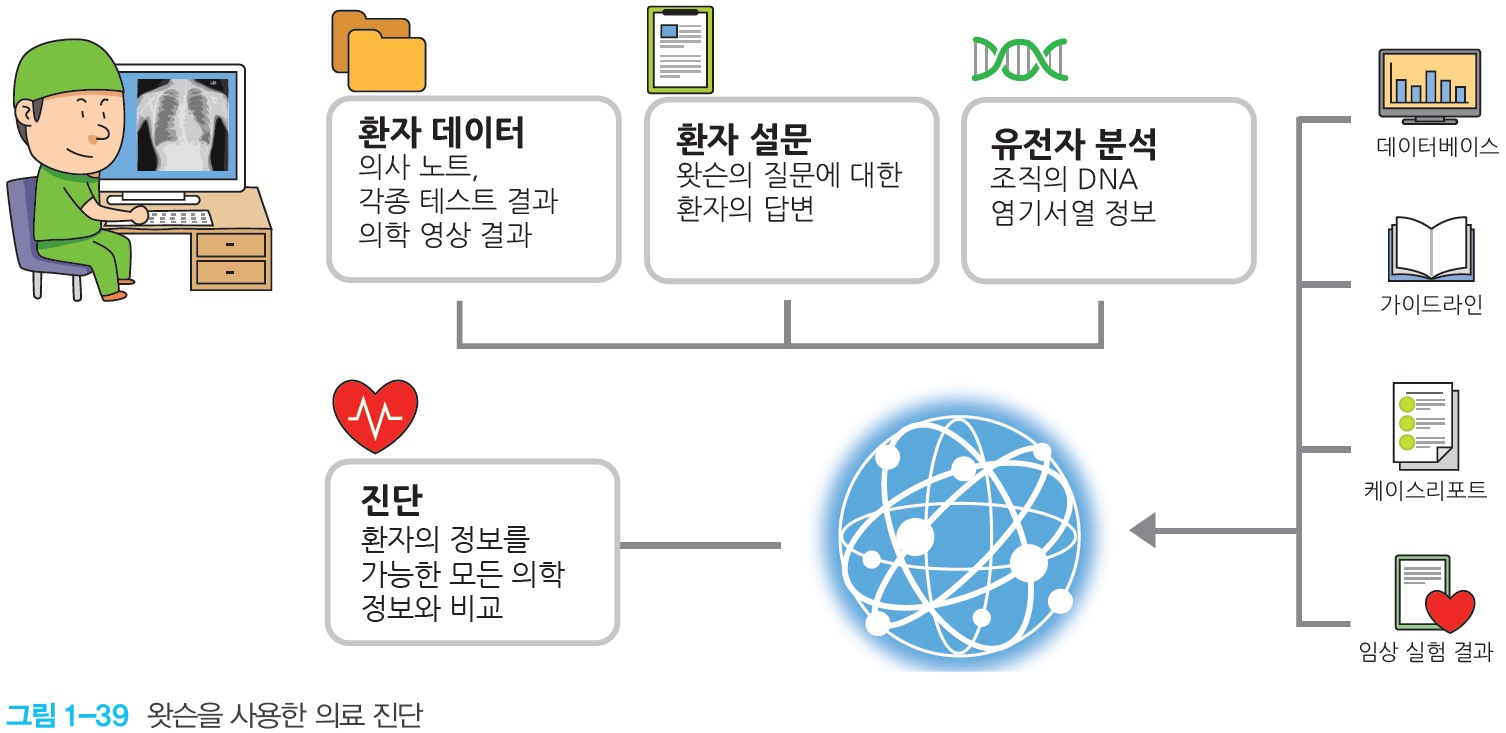 환자 데이터
의사 노트,
각종 테스트 결과
의학 영상 결과
환자 설문
왓슨의 질문에 대한
환자의 답변
유전자 분석
조직의 DNA
염기서열 정보
데이터베이스
가이드라인
케이스리포트
임상 실험 결과
진단
환자의 정보를
가능한 모든 의학
정보와 비교
그림 1-39 왓슨을 사용한 의료 진단